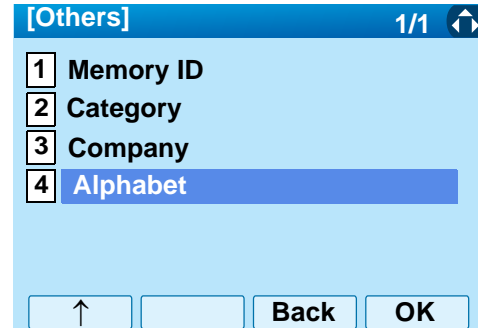 [Others] 1/1
1 Memory ID
2 Category
3 Company
4 Alphabet
↑ Back OK